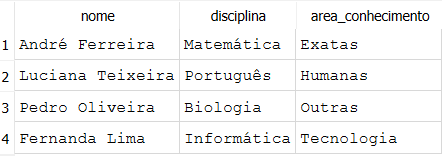 nome disciplina area_conhecimento
1 André Ferreira Matemática Exatas
2 Luciana Teixeira Português Humanas
3 Pedro Oliveira Biologia Outras
4 Fernanda Lima Informática Tecnologia